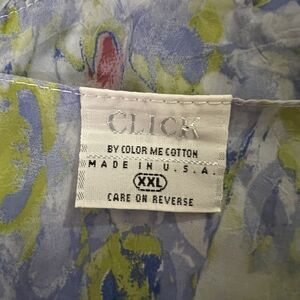 CLICK
BY COLOR ME COTTON
MADE IN U.S.A.
XXL
CARE ON REVERSE